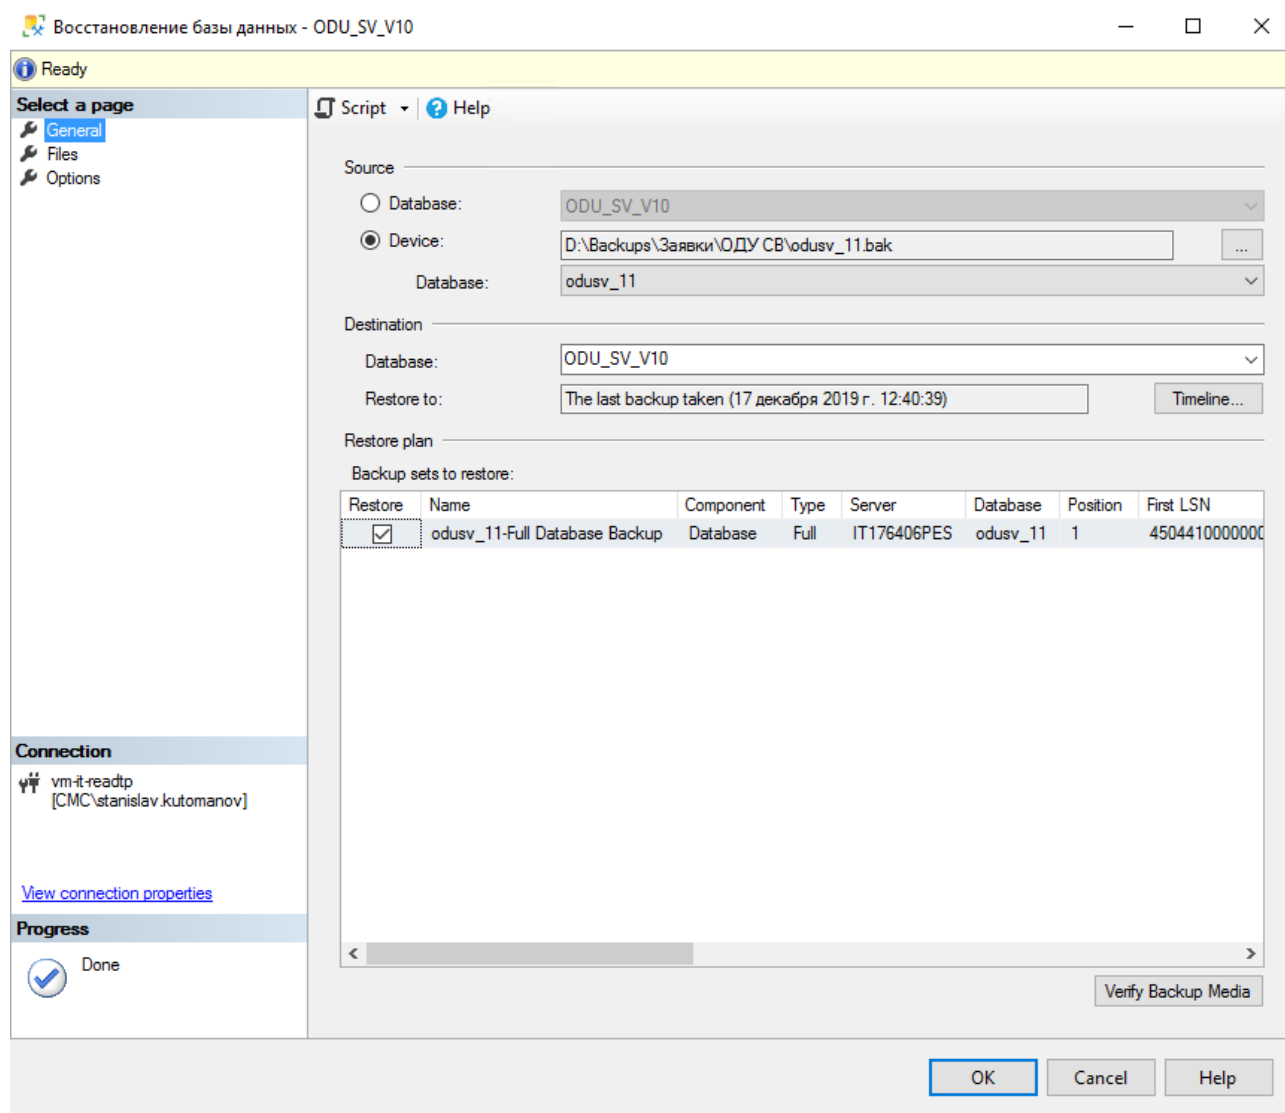 Восстановление базы данных - ODU_SV_V10
Ready
Select a page
General
Files
Options
Script
Help
Source
Database:
ODU_SV_V10
Device:
D:\Backups\Заявки\ОДУ СВ\odusv_11.bak
...
Database:
odusv_11
Destination
Database:
ODU_SV_V10
Restore to:
The last backup taken (17 декабря 2019 г. 12:40:39)
Timeline...
Restore plan
Backup sets to restore:
Restore Name Component Type Server Database Position First LSN
odusv_11-Full Database Backup Database Full IT176406PES odusv_11 1 4504410000000
Connection
vm-it-readtp
[CMC\stanislav.kutomanov]
View connection properties
Progress
Done
Verify Backup Media
OK Cancel Help